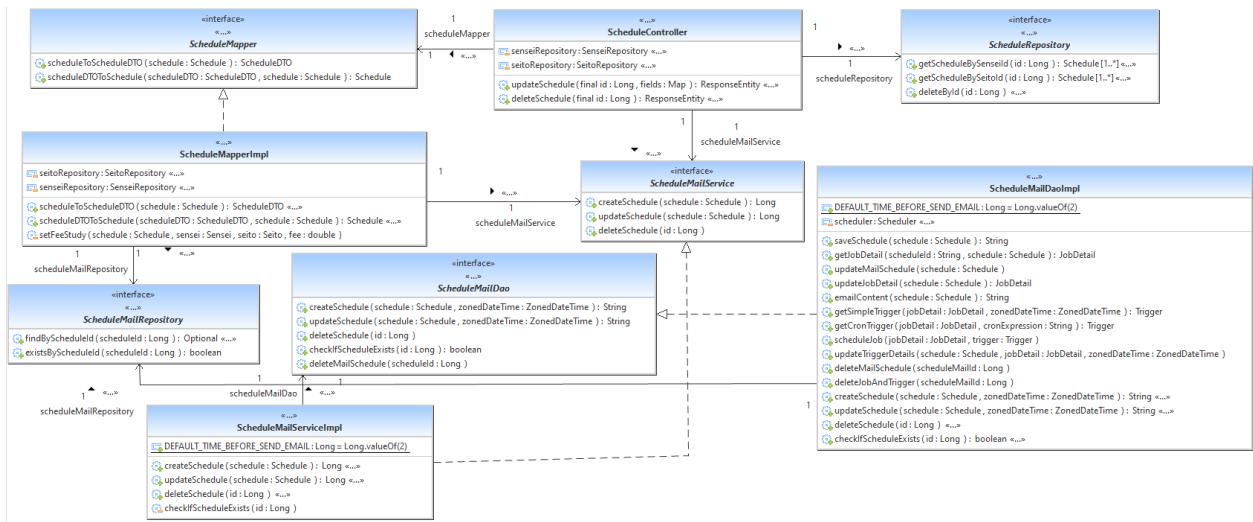 «interface»
«...»
ScheduleMapper
scheduleToScheduleDTO (schedule : Schedule) : ScheduleDTO
scheduleDTOToSchedule (scheduleDTO : ScheduleDTO, schedule : Schedule) : Schedule
1
scheduleMapper
1
«...»
«...»
ScheduleController
senseiRepository : SenseiRepository «...»
seitoRepository : SeitoRepository «...»
updateSchedule (final id : Long, fields : Map) : ResponseEntity «...»
deleteSchedule (final id : Long) : ResponseEntity «...»
1
«...»
1
scheduleRepository
«interface»
«...»
ScheduleRepository
getScheduleBySenseiId (id : Long) : Schedule [1..*] «...»
getScheduleBySeitoId (id : Long) : Schedule [1..*] «...»
deleteById (id : Long) «...»
1
1
scheduleMailService
«...»
«...»
ScheduleMapperImpl
seitoRepository : SeitoRepository «...»
senseiRepository : SenseiRepository «...»
scheduleToScheduleDTO (schedule : Schedule) : ScheduleDTO «...»
scheduleDTOToSchedule (scheduleDTO : ScheduleDTO, schedule : Schedule) : Schedule «...»
setFeeStudy (schedule : Schedule, sensei : Sensei, seito : Seito, fee : double)
1
«...»
1
scheduleMailService
«interface»
«...»
ScheduleMailService
createSchedule (schedule : Schedule) : Long
updateSchedule (schedule : Schedule) : Long
deleteSchedule (id : Long)
«...»
ScheduleMailDaoImpl
DEFAULT_TIME_BEFORE_SEND_EMAIL : Long = Long.valueOf(2)
scheduler : Scheduler «...»
saveSchedule (schedule : Schedule) : String
getJobDetail (scheduleId : String, schedule : Schedule) : JobDetail
updateMailSchedule (schedule : Schedule)
updateJobDetail (schedule : Schedule) : JobDetail
emailContent (schedule : Schedule) : String
getSimpleTrigger (jobDetail : JobDetail, zonedDateTime : ZonedDateTime) : Trigger
getCronTrigger (jobDetail : JobDetail, cronExpression : String) : Trigger
scheduleJob (jobDetail : JobDetail, trigger : Trigger)
updateTriggerDetails (schedule : Schedule, jobDetail : JobDetail, zonedDateTime : ZonedDateTime)
deleteMailSchedule (scheduleMailId : Long)
deleteJobAndTrigger (scheduleMailId : Long)
createSchedule (schedule : Schedule, zonedDateTime : ZonedDateTime) : String «...»
updateSchedule (schedule : Schedule, zonedDateTime : ZonedDateTime) : String «...»
deleteSchedule (id : Long) «...»
checkIfScheduleExists (id : Long) : boolean «...»
1
1
«...»
scheduleMailRepository
«interface»
«...»
ScheduleMailRepository
findByScheduleId (scheduleId : Long) : Optional «...»
existsByScheduleId (scheduleId : Long) : boolean
«interface»
«...»
ScheduleMailDao
createSchedule (schedule : Schedule, zonedDateTime : ZonedDateTime) : String
updateSchedule (schedule : Schedule, zonedDateTime : ZonedDateTime) : String
deleteSchedule (id : Long)
checkIfScheduleExists (id : Long) : boolean
deleteMailSchedule (scheduleId : Long)
1
«...»
scheduleMailRepository
1
1
scheduleMailDao
«...»
1
«...»
ScheduleMailServiceImpl
DEFAULT_TIME_BEFORE_SEND_EMAIL : Long = Long.valueOf(2)
createSchedule (schedule : Schedule) : Long «...»
updateSchedule (schedule : Schedule) : Long «...»
deleteSchedule (id : Long) «...»
checkIfScheduleExists (id : Long)